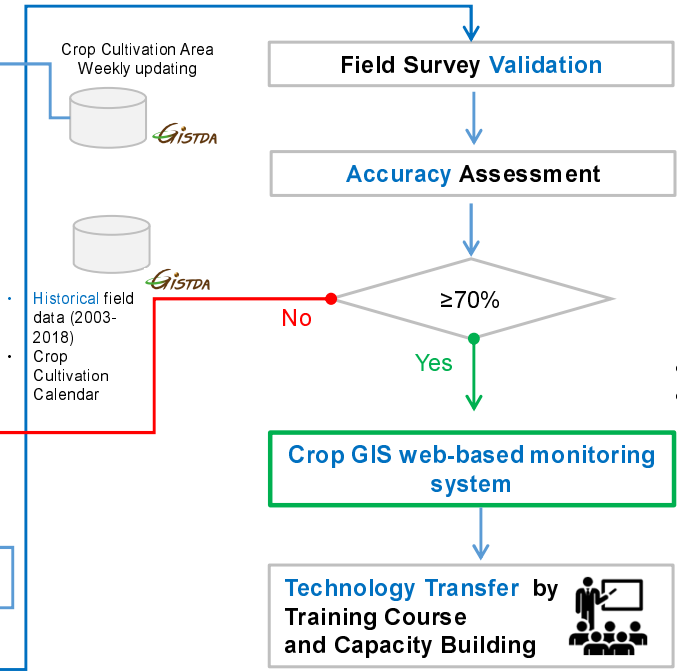 Crop Cultivation Area
Weekly updating
GISTDA
GISTDA
• Historical field
data (2003-
2018)
• Crop
Cultivation
Calendar
Field Survey Validation
Accuracy Assessment
≥70%
No
Yes
Crop GIS web-based monitoring
system
Technology Transfer by
Training Course
and Capacity Building